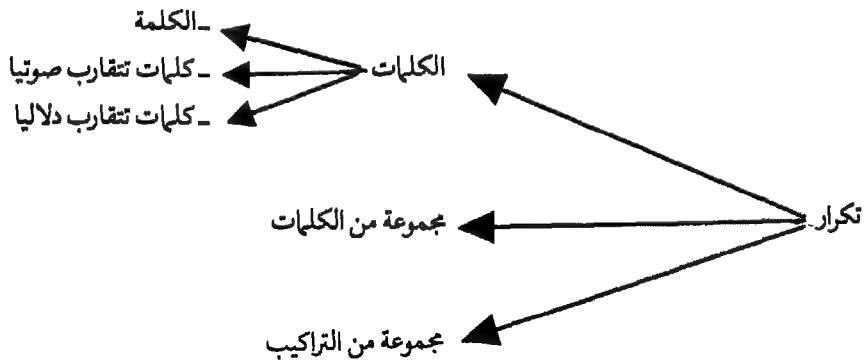 تكرار
الكلمات
ـ الكلمة
ـ كلمات تتقارب صوتيا
ـ كلمات تتقارب دلاليا
مجموعة من الكلمات
مجموعة من التراكيب